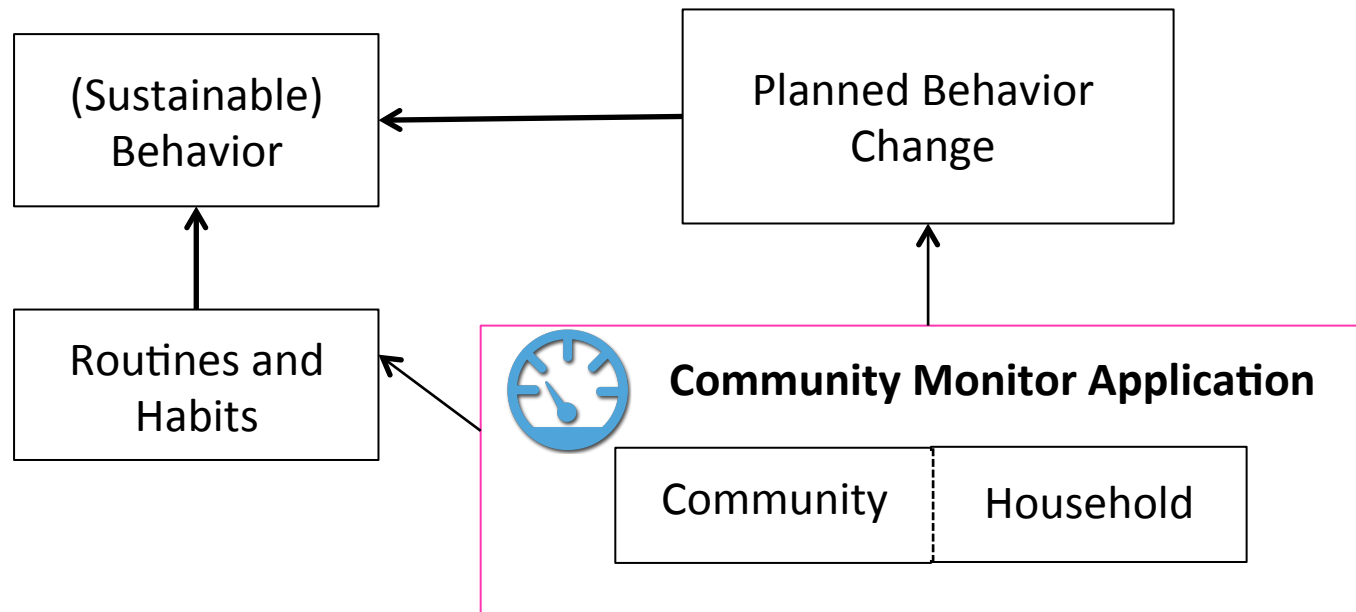 (Sustainable)
Behavior
Planned Behavior
Change
Routines and
Habits
Community Monitor Application
Community
Household